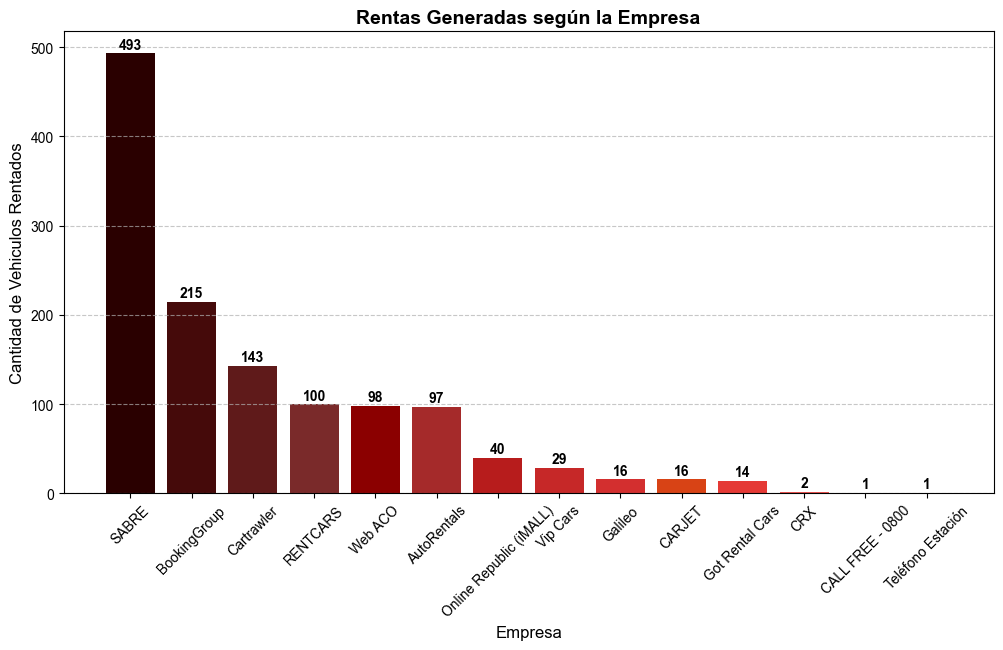 Rentas Generadas según la Empresa
Cantidad de Vehiculos Rentados
500
400
300
200
100
0
493
215
143
100
98
97
40
29
16
16
14
2
1
1
SABRE
BookingGroup
Cartrawler
RENTCARS
Web ACO
AutoRentals
Online Republic (iMALL)
Vip Cars
Galileo
CARJET
Got Rental Cars
CRX
CALL FREE - 0800
Teléfono Estación
Empresa